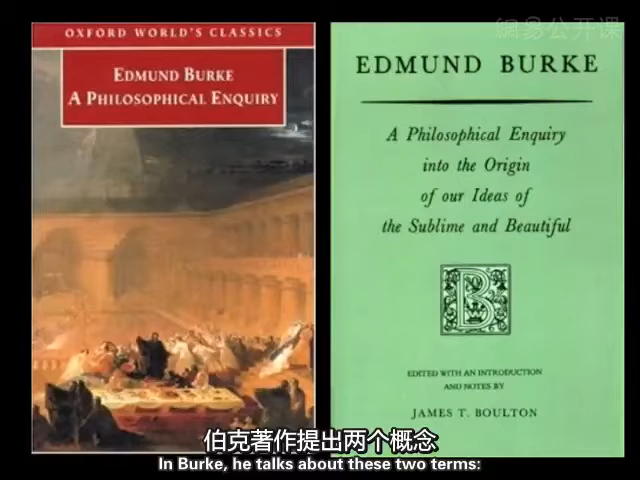 OXFORD WORLD'S CLASSICS
EDMUND BURKE
A PHILOSOPHICAL ENQUIRY
網易公开课
EDMUND BURKE
A Philosophical Enquiry
into the Origin
of our Ideas of
the Sublime and Beautiful
B
EDITED WITH AN INTRODUCTION
AND NOTES BY
JAMES T. BOULTON
伯克著作提出两个概念
In Burke, he talks about these two terms: